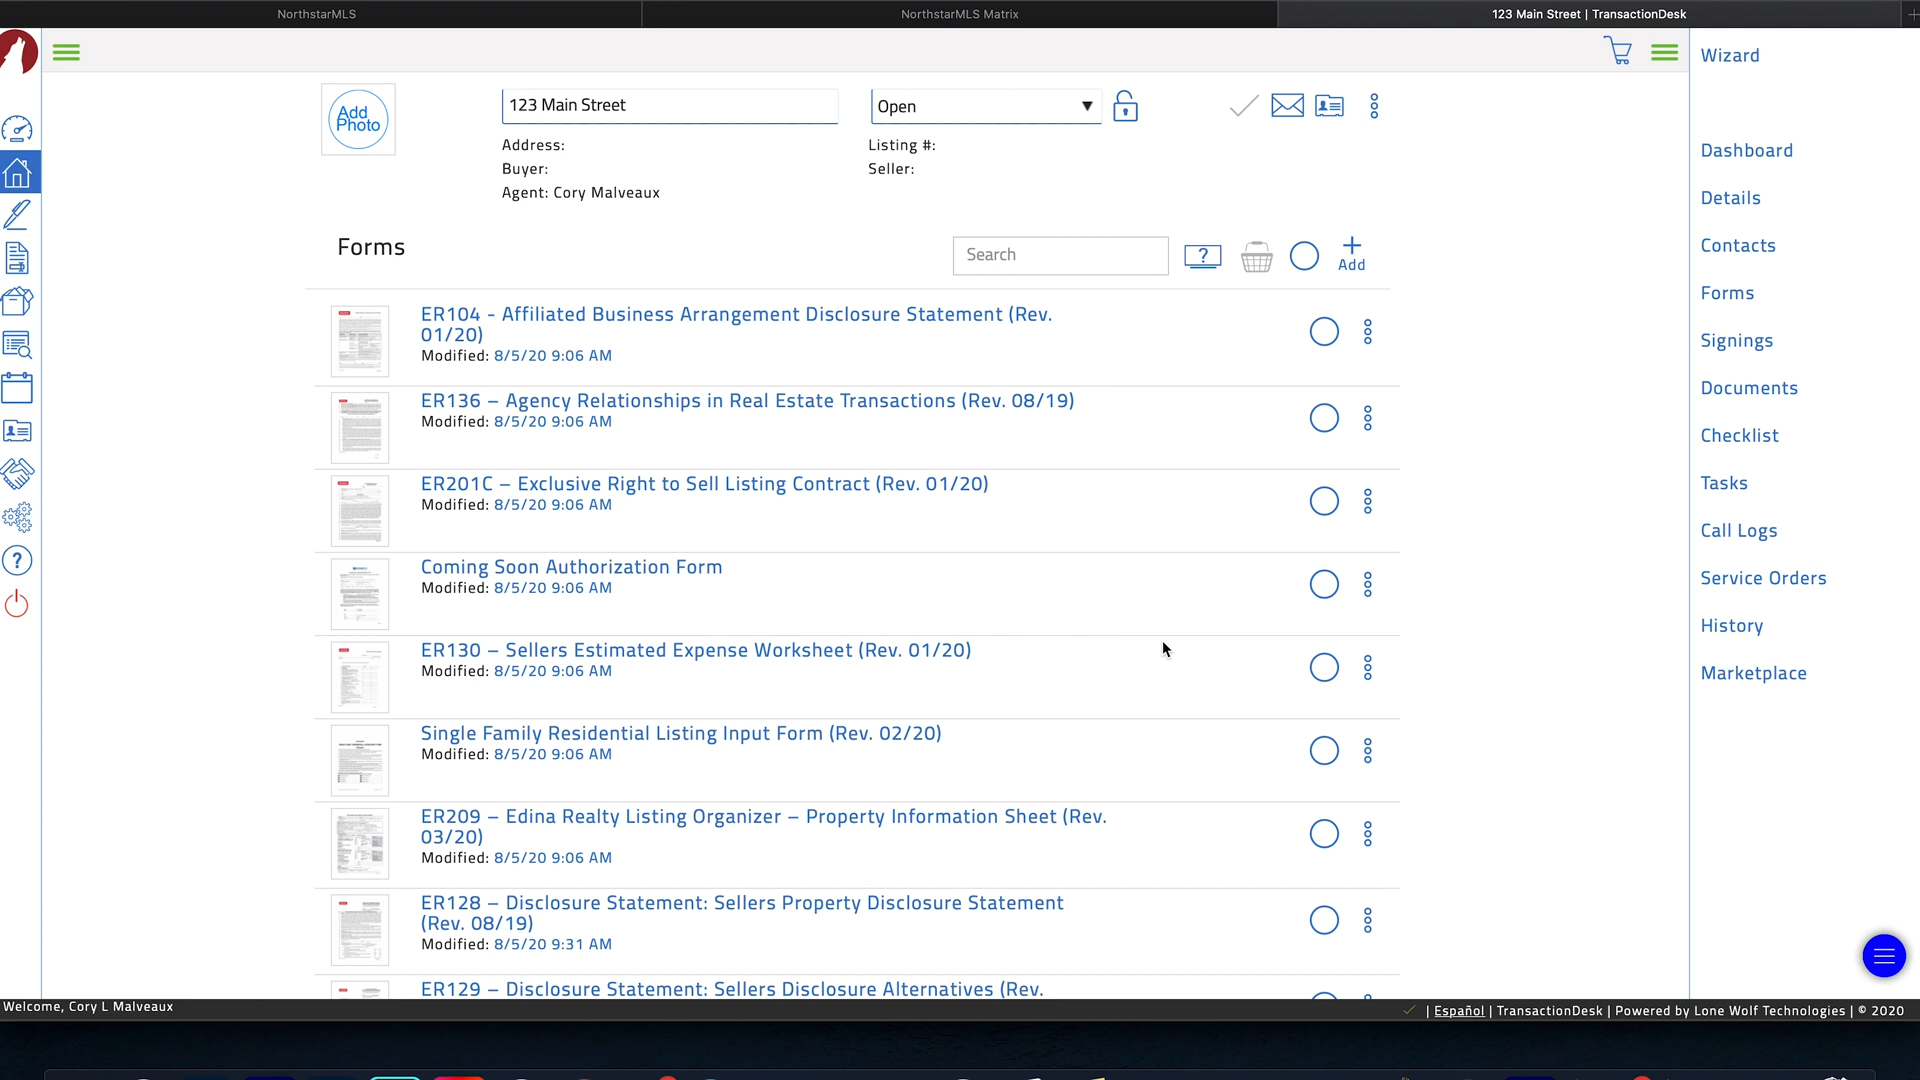 NorthstarMLS
NorthstarMLS Matrix
123 Main Street | TransactionDesk
Wizard
Add
Photo
123 Main Street
Open
Address:
Listing #:
Buyer:
Seller:
Agent: Cory Malveaux
Forms
Search
?
Add
ER104 - Affiliated Business Arrangement Disclosure Statement (Rev.
01/20)
Modified: 8/5/20 9:06 AM
ER136 – Agency Relationships in Real Estate Transactions (Rev. 08/19)
Modified: 8/5/20 9:06 AM
ER201C – Exclusive Right to Sell Listing Contract (Rev. 01/20)
Modified: 8/5/20 9:06 AM
Coming Soon Authorization Form
Modified: 8/5/20 9:06 AM
ER130 – Sellers Estimated Expense Worksheet (Rev. 01/20)
Modified: 8/5/20 9:06 AM
Single Family Residential Listing Input Form (Rev. 02/20)
Modified: 8/5/20 9:06 AM
ER209 – Edina Realty Listing Organizer – Property Information Sheet (Rev.
03/20)
Modified: 8/5/20 9:06 AM
ER128 – Disclosure Statement: Sellers Property Disclosure Statement
(Rev. 08/19)
Modified: 8/5/20 9:31 AM
ER129 – Disclosure Statement: Sellers Disclosure Alternatives (Rev.
Dashboard
Details
Contacts
Forms
Signings
Documents
Checklist
Tasks
Call Logs
Service Orders
History
Marketplace
?
Welcome, Cory L Malveaux
| Español | TransactionDesk | Powered by Lone Wolf Technologies | © 2020